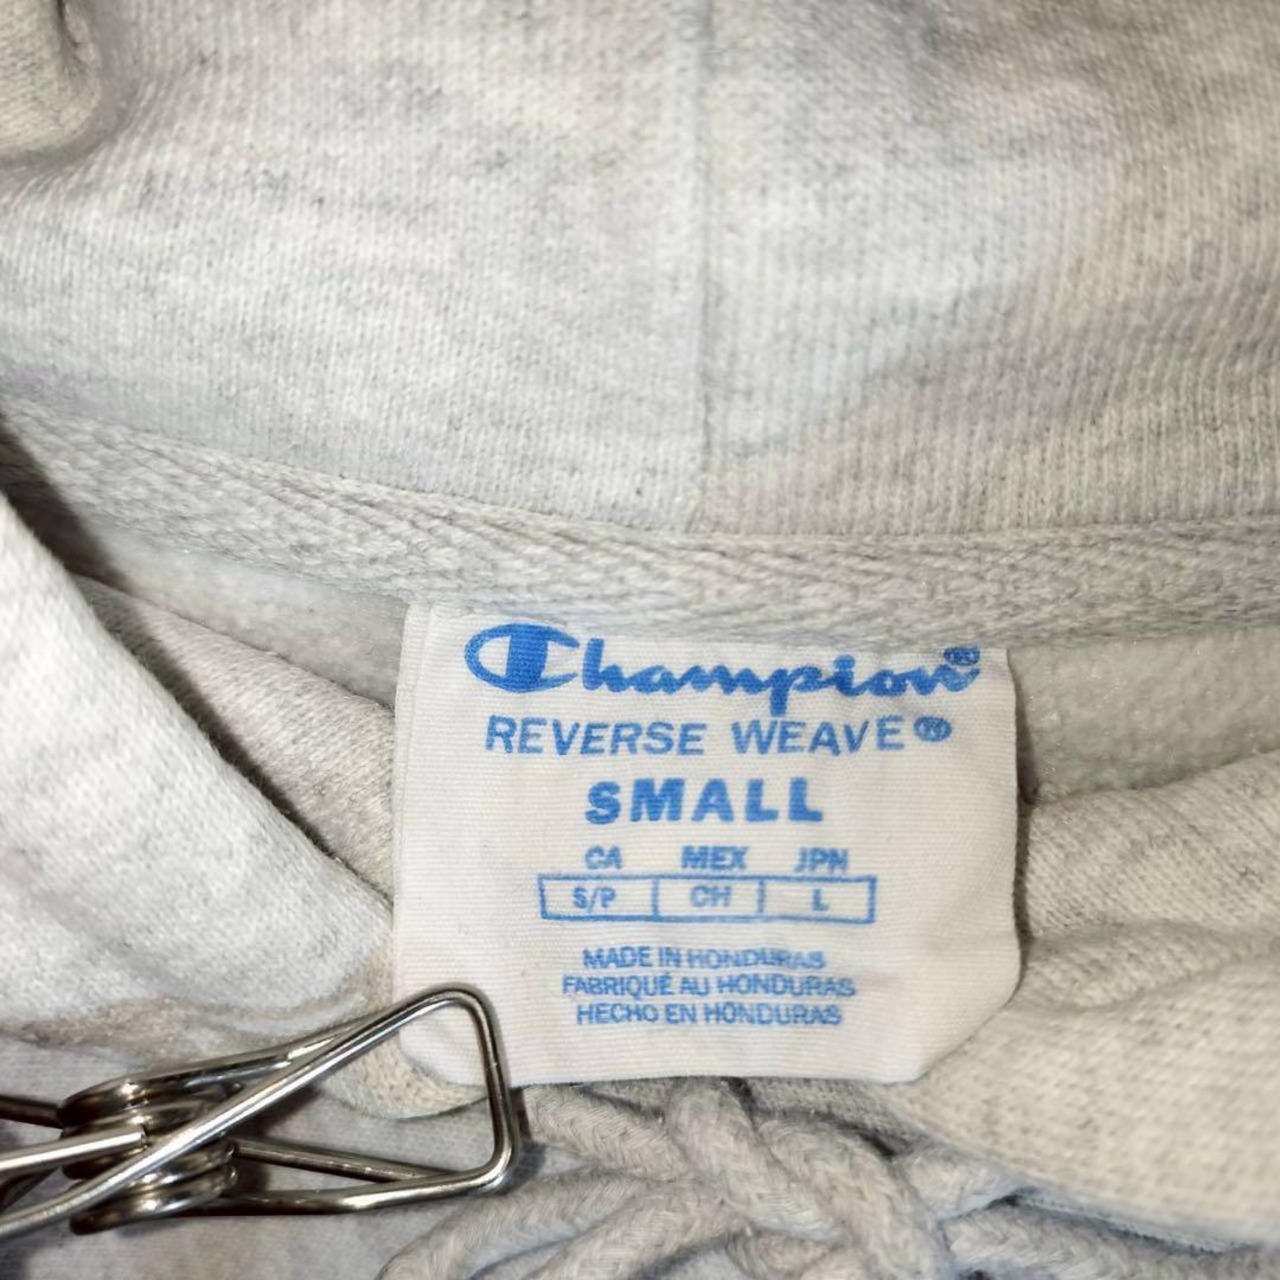 Champion®
REVERSE WEAVE®
SMALL
CA MEX JPN
S/P CH L
MADE IN HONDURAS
FABRIQUÉ AU HONDURAS
HECHO EN HONDURAS